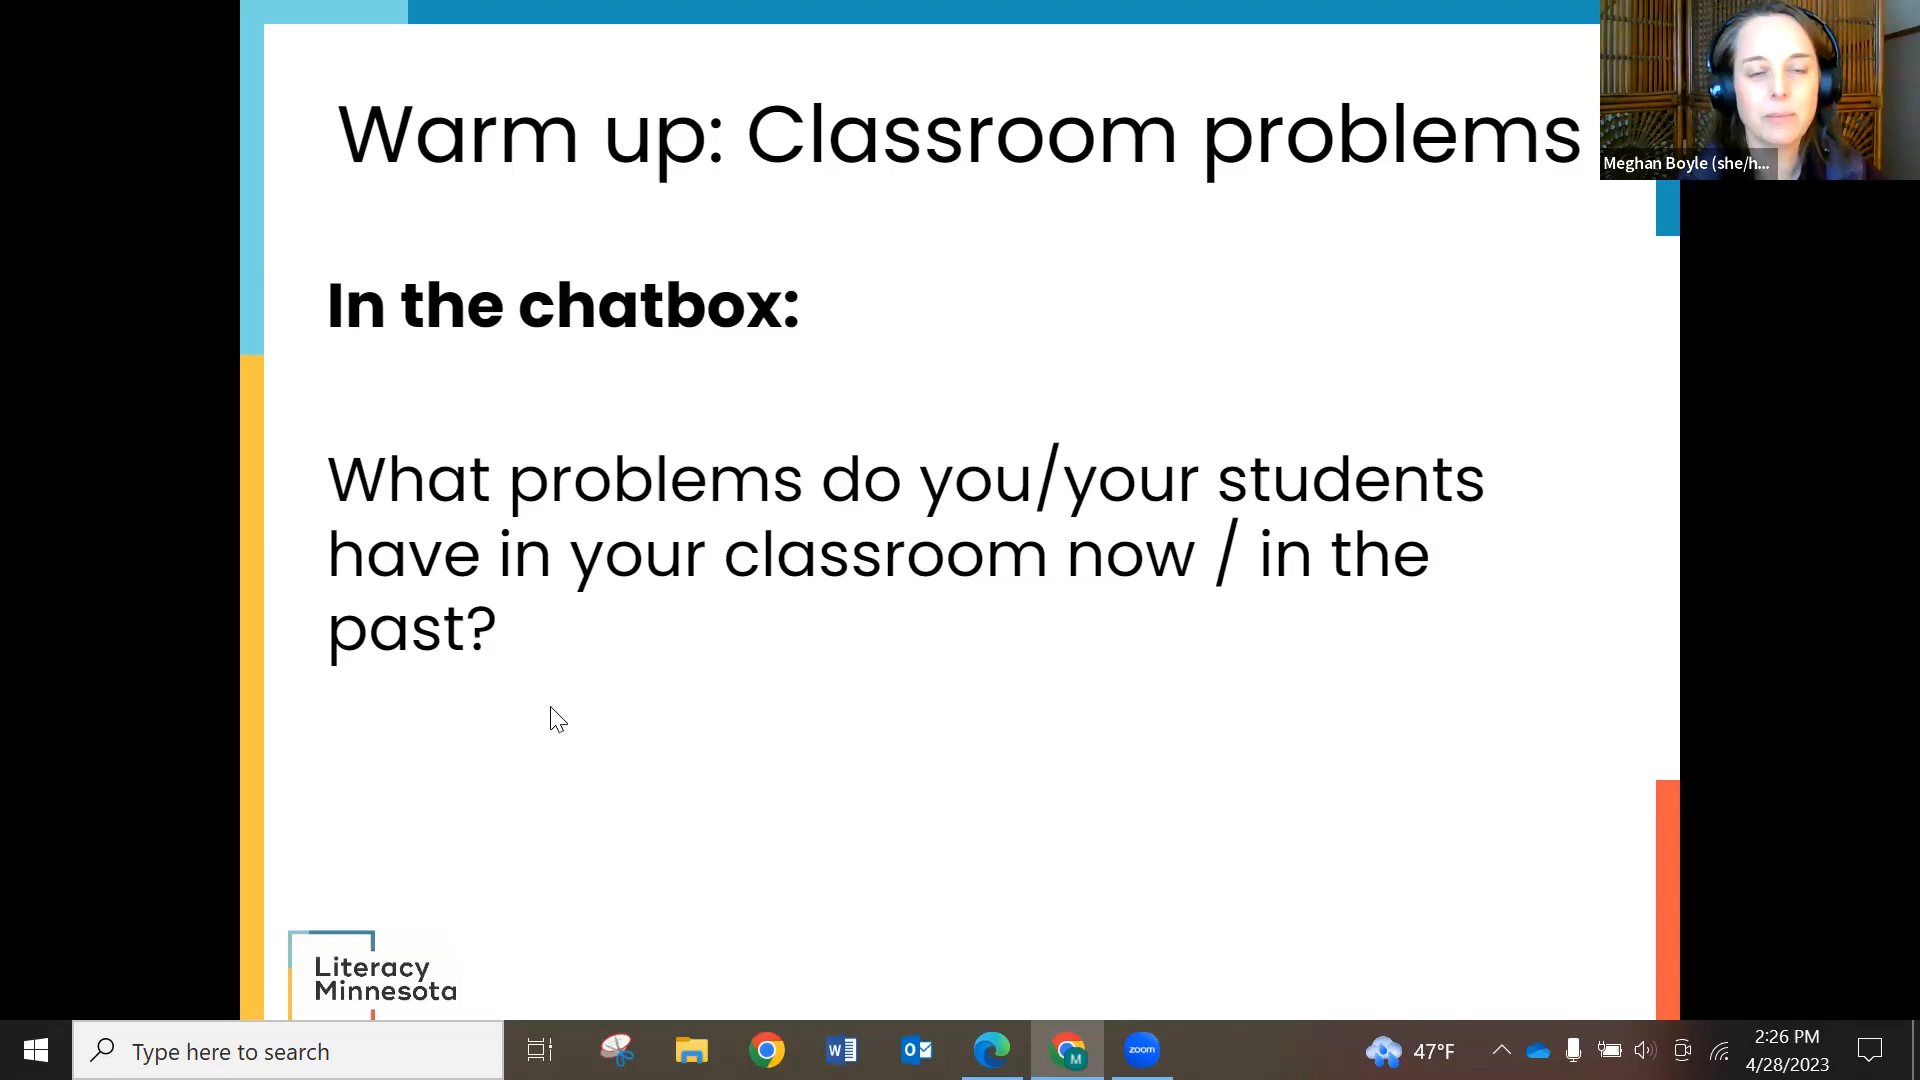 Warm up: Classroom problems
Meghan Boyle (she/h...
In the chatbox:
What problems do you/your students
have in your classroom now / in the
past?
Literacy
Minnesota
Type here to search
zoom
M
47°F
2:26 PM
4/28/2023